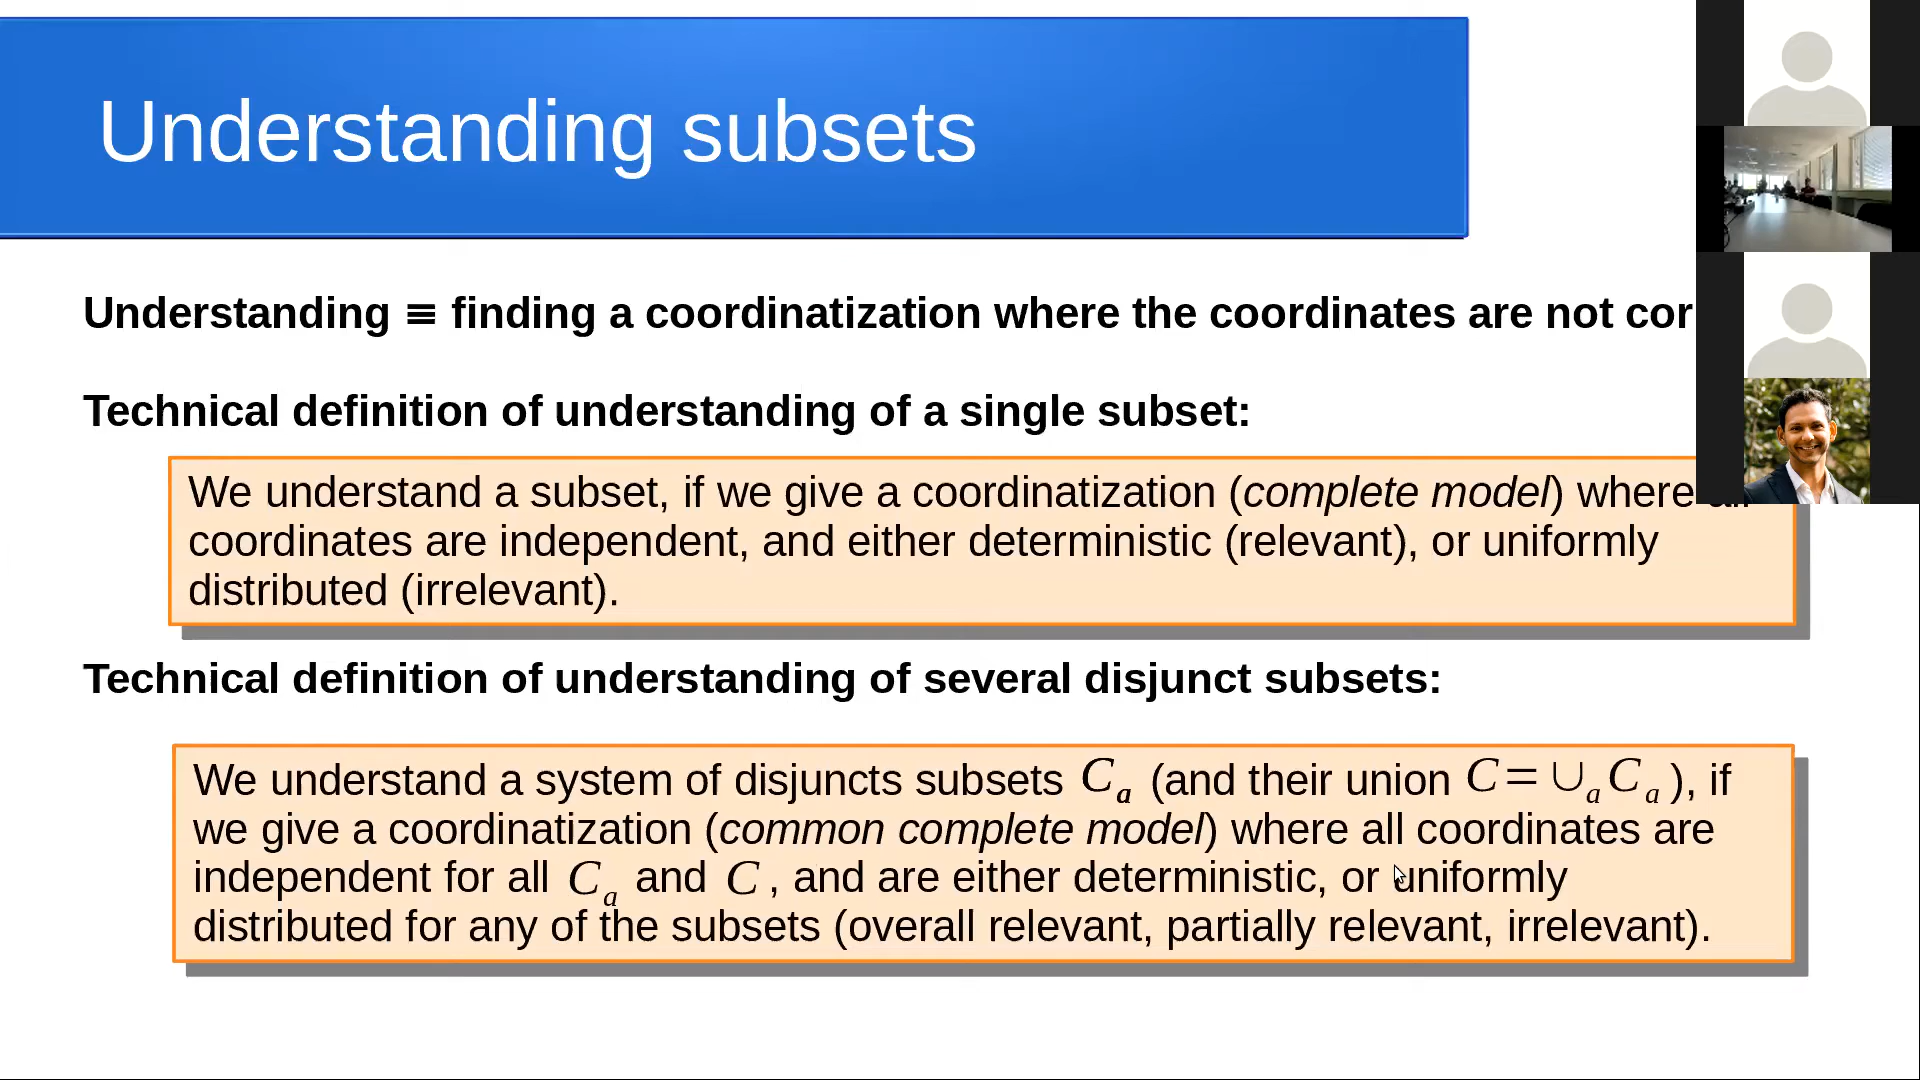 Understanding subsets
Understanding ≡ finding a coordinatization where the coordinates are not
Technical definition of understanding of a single subset:
We understand a subset, if we give a coordinatization (complete model) where
coordinates are independent, and either deterministic (relevant), or uniformly
distributed (irrelevant).
Technical definition of understanding of several disjunct subsets:
We understand a system of disjuncts subsets Cₐ (and their union C=∪ₐCₐ), if
we give a coordinatization (common complete model) where all coordinates are
independent for all Cₐ and C, and are either deterministic, or uniformly
distributed for any of the subsets (overall relevant, partially relevant, irrelevant).